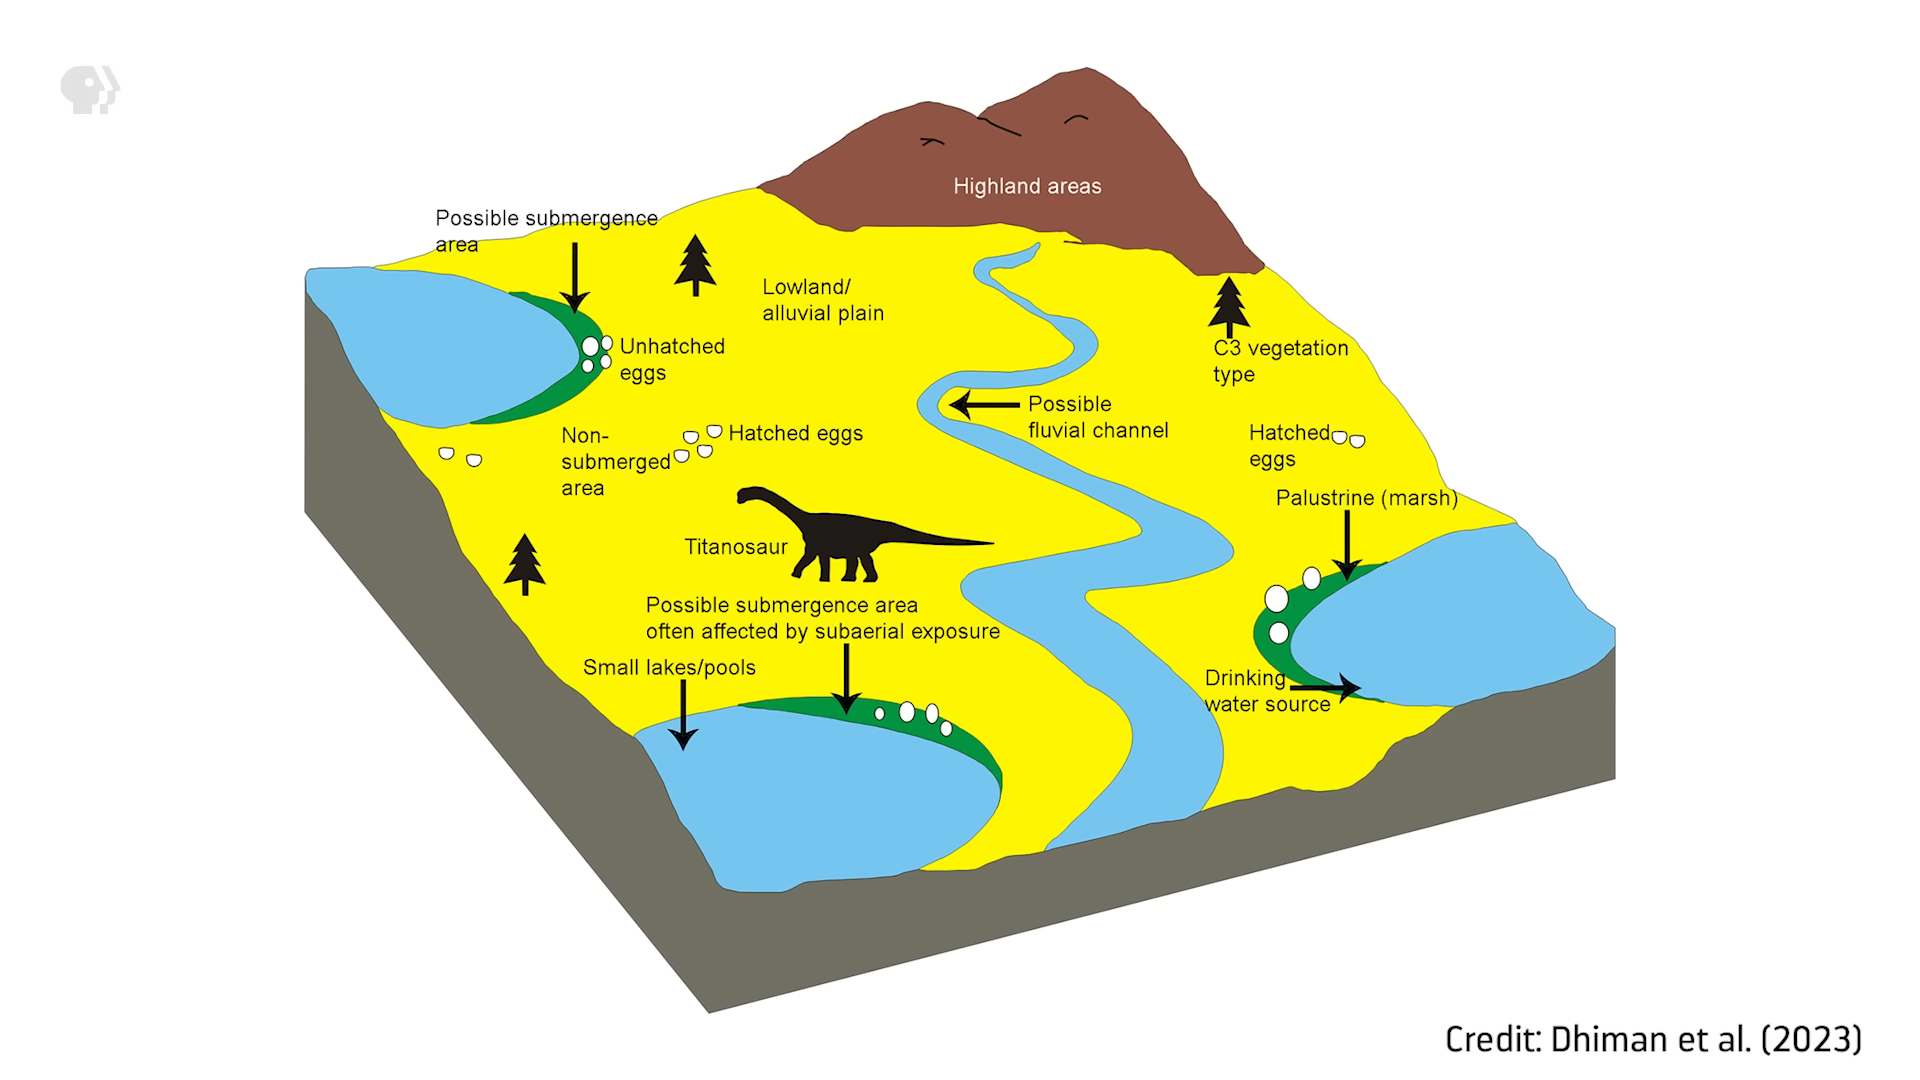 Highland areas
Possible submergence
area
Lowland/
alluvial plain
Unhatched
eggs
C3 vegetation
type
Possible
fluvial channel
Non-
submerged
area
Hatched eggs
Hatched
eggs
Palustrine (marsh)
Titanosaur
Possible submergence area
often affected by subaerial exposure
Small lakes/pools
Drinking
water source
Credit: Dhiman et al. (2023)